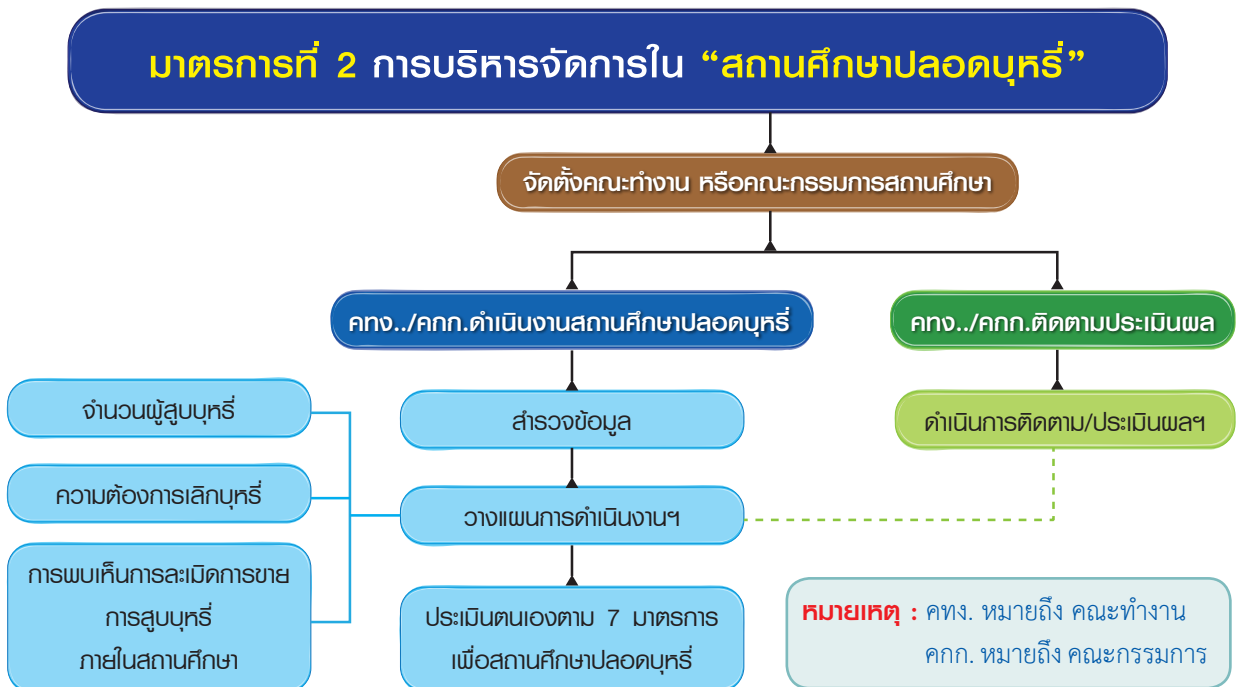 มาตรการที่ 2 การบริหารจัดการใน “สถานศึกษาปลอดบุหรี่”
จัดตั้งคณะทำงาน หรือคณะกรรมการสถานศึกษา
คทง../คกก.ดำเนินงานสถานศึกษาปลอดบุหรี่
คทง../คกก.ติดตามประเมินผล
จำนวนผู้สูบบุหรี่
สำรวจข้อมูล
ดำเนินการติดตาม/ประเมินผลฯ
ความต้องการเลิกบุหรี่
วางแผนการดำเนินงานฯ
การพบเห็นการละเมิดการขาย
การสูบบุหรี่
ภายในสถานศึกษา
ประเมินตนเองตาม 7 มาตรการ
เพื่อสถานศึกษาปลอดบุหรี่
หมายเหตุ : คทง. หมายถึง คณะทำงาน
คกก. หมายถึง คณะกรรมการ